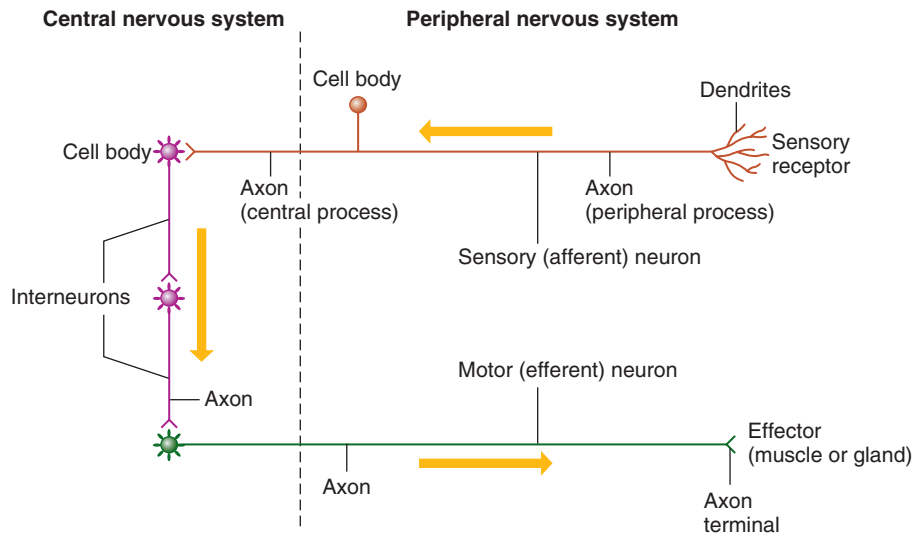 Central nervous system
Peripheral nervous system
Cell body
Dendrites
Cell body
Sensory
receptor
Axon
(central process)
Axon
(peripheral process)
Sensory (afferent) neuron
Interneurons
Motor (efferent) neuron
Axon
Effector
(muscle or gland)
Axon
Axon
terminal